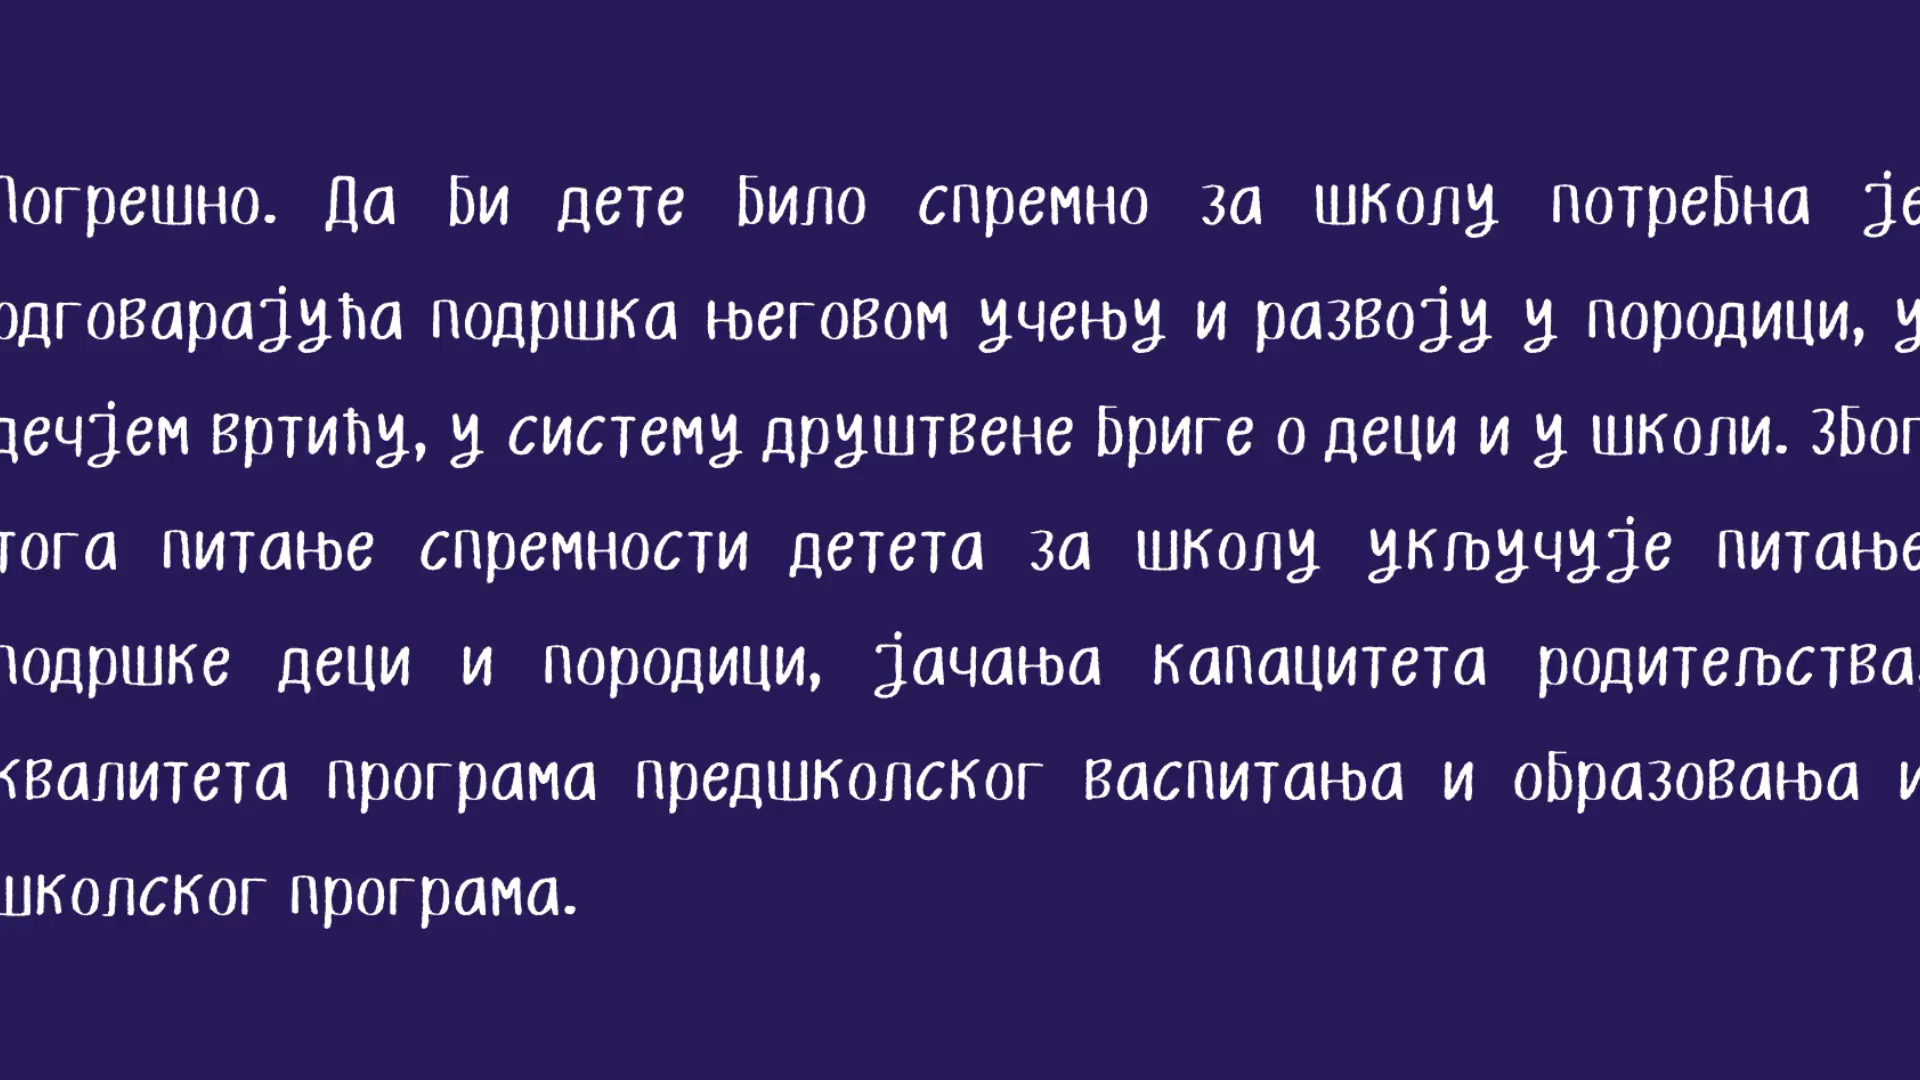 Погрешно. Да би дете било спремно за школу потребна је
одговарајућа подршка његовом учењу и развоју у породици, у
дечјем вртићу, у систему друштвене бриге о деци и у школи. Због
тога питање спремности детета за школу укључује питање
подршке деци и породици, јачања капацитета родитељства,
квалитета програма предшколског васпитања и образовања и
школског програма.